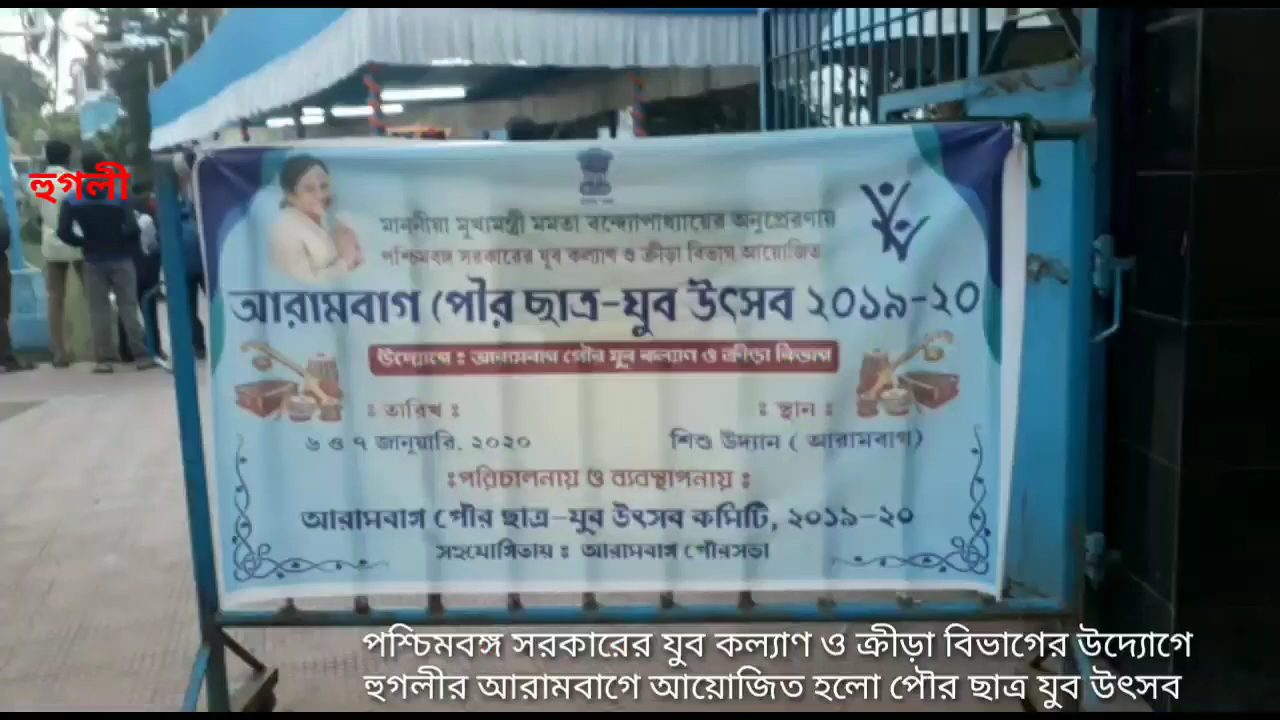 হুগলী
মাননীয়া মুখ্যমন্ত্রী মমতা বন্দ্যোপাধ্যায়ের অনুপ্রেরণায়
পশ্চিমবঙ্গ সরকারের যুব কল্যাণ ও ক্রীড়া বিভাগ আয়োজিত
আরামবাগ পৌর ছাত্র-যুব উৎসব ২০১৯-২০
উদ্যোগে : আরামবাগ পৌর যুব কল্যাণ ও ক্রীড়া বিভাগ
: তারিখ :
: স্থান :
৬ ও ৭ জানুয়ারি, ২০২০
শিশু উদ্যান ( আরামবাগ)
:পরিচালনায় ও ব্যবস্থাপনায় :
আরামবাগ পৌর ছাত্র-যুব উৎসব কমিটি, ২০১৯-২০
সহযোগিতায় : আরামবাগ পৌরসভা
পশ্চিমবঙ্গ সরকারের যুব কল্যাণ ও ক্রীড়া বিভাগের উদ্যোগে
হুগলীর আরামবাগে আয়োজিত হলো পৌর ছাত্র যুব উৎসব